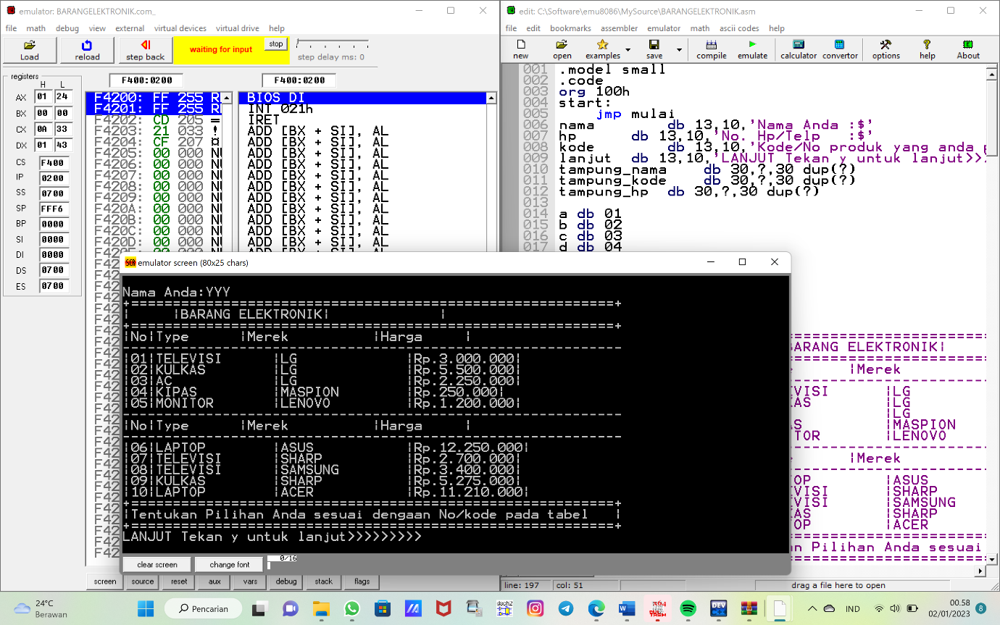 emulator: BARANGELEKTRONIK.com_
file math debug view external virtual devices virtual drive help
Load reload step back waiting for input stop step delay ms: 0
registers F400:0200 F400:0200
H L
AX 01 24
BX 00 00
CX 0A 33
DX 01 43
CS F400
IP 0200
SS 0700
SP FFF6
BP 0000
SI 0000
DI 0000
DS 0700
ES 0700
F4200: FF 255 R
F4201: FF 255 R
F4202: CD 205 =
F4203: 21 033 !
F4204: CF 207 ¤
F4205: 00 000 NU
F4206: 00 000 NU
F4207: 00 000 NU
F4208: 00 000 NU
F4209: 00 000 NU
F420A: 00 000 NU
F420B: 00 000 NU
F420C: 00 000 NU
F420D: 00 000 NU
BIOS DI
INT 021h
IRET
ADD [BX + SI], AL
ADD [BX + SI], AL
ADD [BX + SI], AL
ADD [BX + SI], AL
ADD [BX + SI], AL
ADD [BX + SI], AL
ADD [BX + SI], AL
ADD [BX + SI], AL
ADD [BX + SI], AL
ADD [BX + SI], AL
ADD [BX + SI], AL
edit: C:\Software\emu8086\MySource\BARANGELEKTRONIK.asm
file edit bookmarks assembler emulator math ascii codes help
new open examples save compile emulate calculator convertor options help About
001 .model small
002 .code
003 org 100h
004 start:
005 jmp mulai
006 nama db 13,10,'Nama Anda :$'
007 hp db 13,10,'No. Hp/Telp :$'
008 kode db 13,10,'Kode/No produk yang anda p
009 lanjut db 13,10,'LANJUT Tekan y untuk lanjut>>>
010 tampung_nama db 30,?,30 dup(?)
011 tampung_kode db 30,?,30 dup(?)
012 tampung_hp db 30,?,30 dup(?)
013
014 a db 01
015 b db 02
016 c db 03
017 d db 04
emulator screen (80x25 chars)
Nama Anda:YYY
+==========================================================+
| |BARANG ELEKTRONIK| |
+==========================================================+
|No|Type |Merek |Harga |
------------------------------------------------------------
|01|TELEVISI |LG |Rp.3.000.000|
|02|KULKAS |LG |Rp.5.500.000|
|03|AC |LG |Rp.2.250.000|
|04|KIPAS |MASPION |Rp.250.000|
|05|MONITOR |LENOVO |Rp.1.200.000|
------------------------------------------------------------
|No|Type |Merek |Harga |
------------------------------------------------------------
|06|LAPTOP |ASUS |Rp.12.250.000|
|07|TELEVISI |SHARP |Rp.2.700.000|
|08|TELEVISI |SAMSUNG |Rp.3.400.000|
|09|KULKAS |SHARP |Rp.5.275.000|
|10|LAPTOP |ACER |Rp.11.210.000|
+==========================================================+
|Tentukan Pilihan Anda sesuai dengaan No/kode pada tabel |
+==========================================================+
LANJUT Tekan y untuk lanjut>>>>>>>>>
clear screen change font 0/16
ARANG ELEKTRONIK|
|Merek
VISI |LG
AS |LG
|LG
S |MASPION
TOR |LENOVO
|Merek
OP |ASUS
VISI |SHARP
VISI |SAMSUNG
AS |SHARP
OP |ACER
n Pilihan Anda sesuai
screen source reset aux vars debug stack flags
line: 197 col: 51 drag a file here to open
24°C
Berawan
Pencarian
IND
00.58
02/01/2023
8